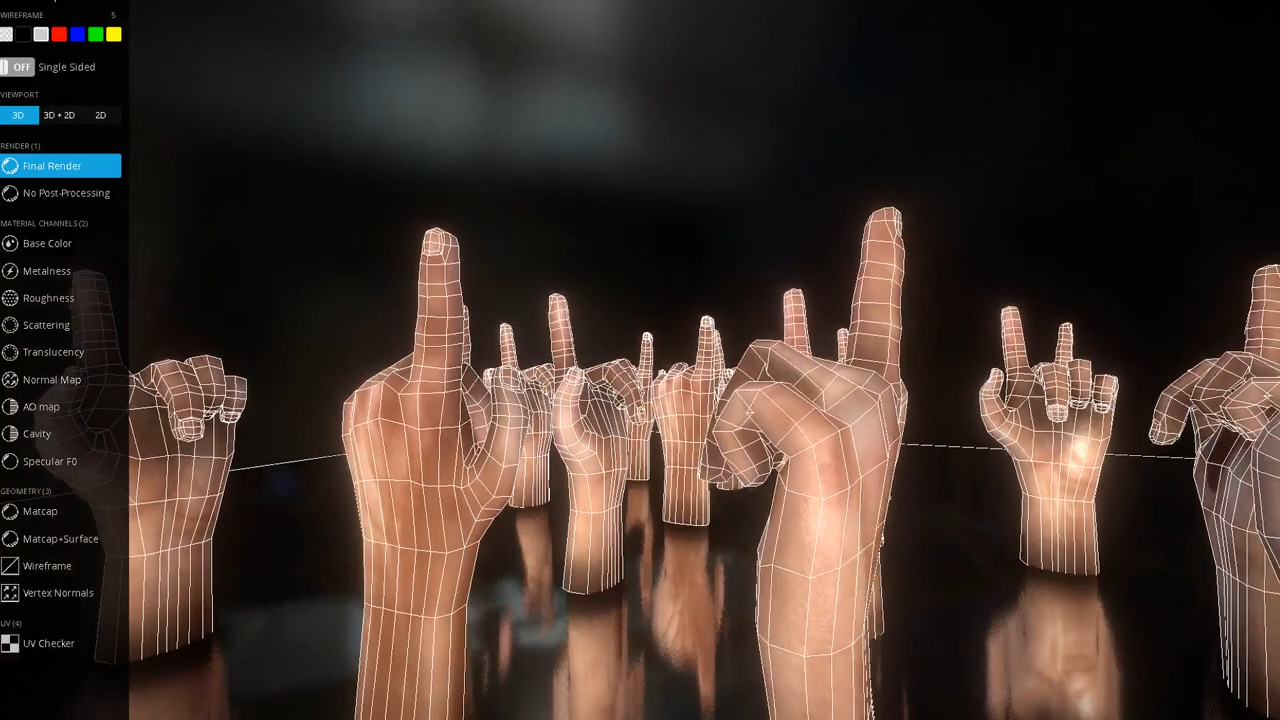 WIREFRAME 5
OFF Single Sided
VIEWPORT
3D 3D + 2D 2D
RENDER (1)
Final Render
No Post-Processing
MATERIAL CHANNELS (2)
Base Color
Metalness
Roughness
Scattering
Translucency
Normal Map
AO map
Cavity
Specular F0
GEOMETRY (3)
Matcap
Matcap+Surface
Wireframe
Vertex Normals
UV (4)
UV Checker